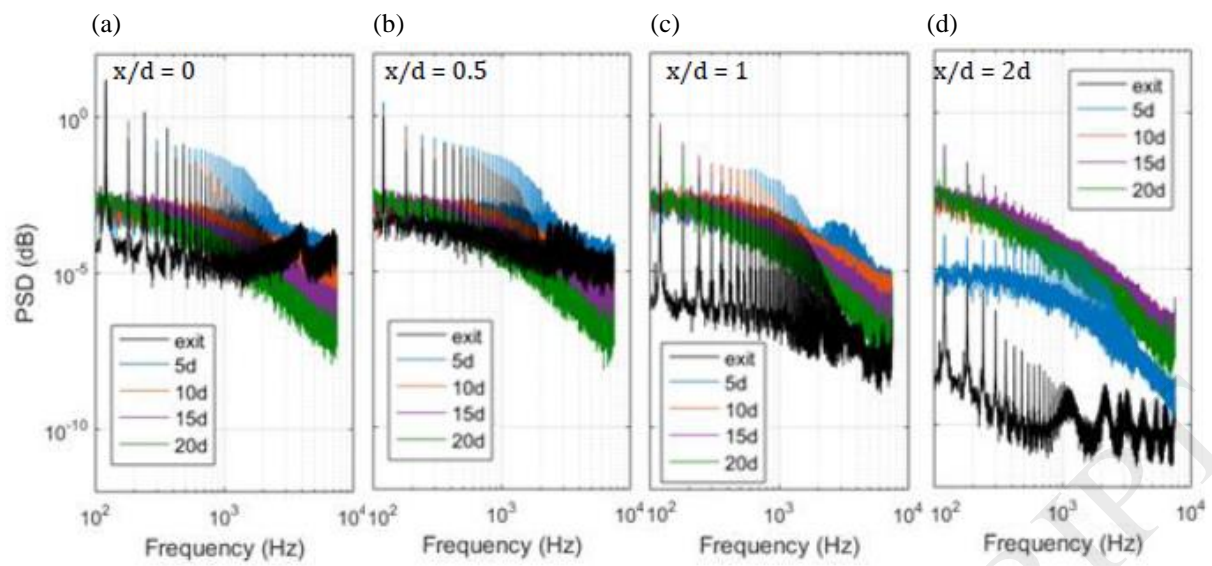 (a) (b) (c) (d)
x/d = 0 x/d = 0.5 x/d = 1 x/d = 2d
exit
5d
10d
15d
20d
10^0
10^-5
10^-10
PSD (dB)
exit
5d
10d
15d
20d
exit
5d
10d
15d
20d
exit
5d
10d
15d
20d
10^2 10^3 10^4 10^2 10^3 10^4 10^2 10^3 10^4 10^2 10^3 10^4
Frequency (Hz) Frequency (Hz) Frequency (Hz) Frequency (Hz)